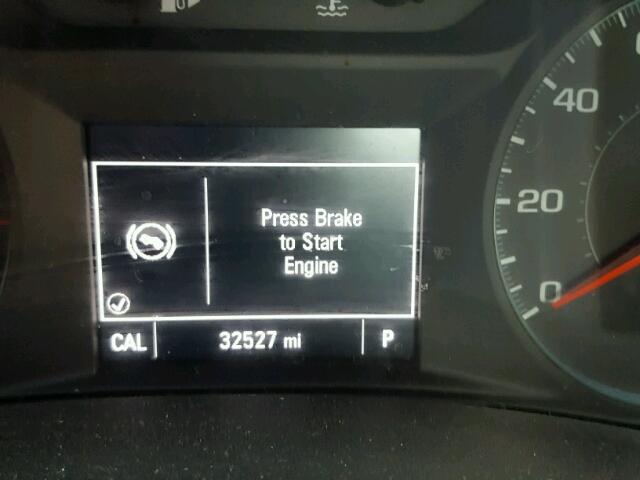 Press Brake
to Start
Engine
CAL 32527 mi P
40
20
0